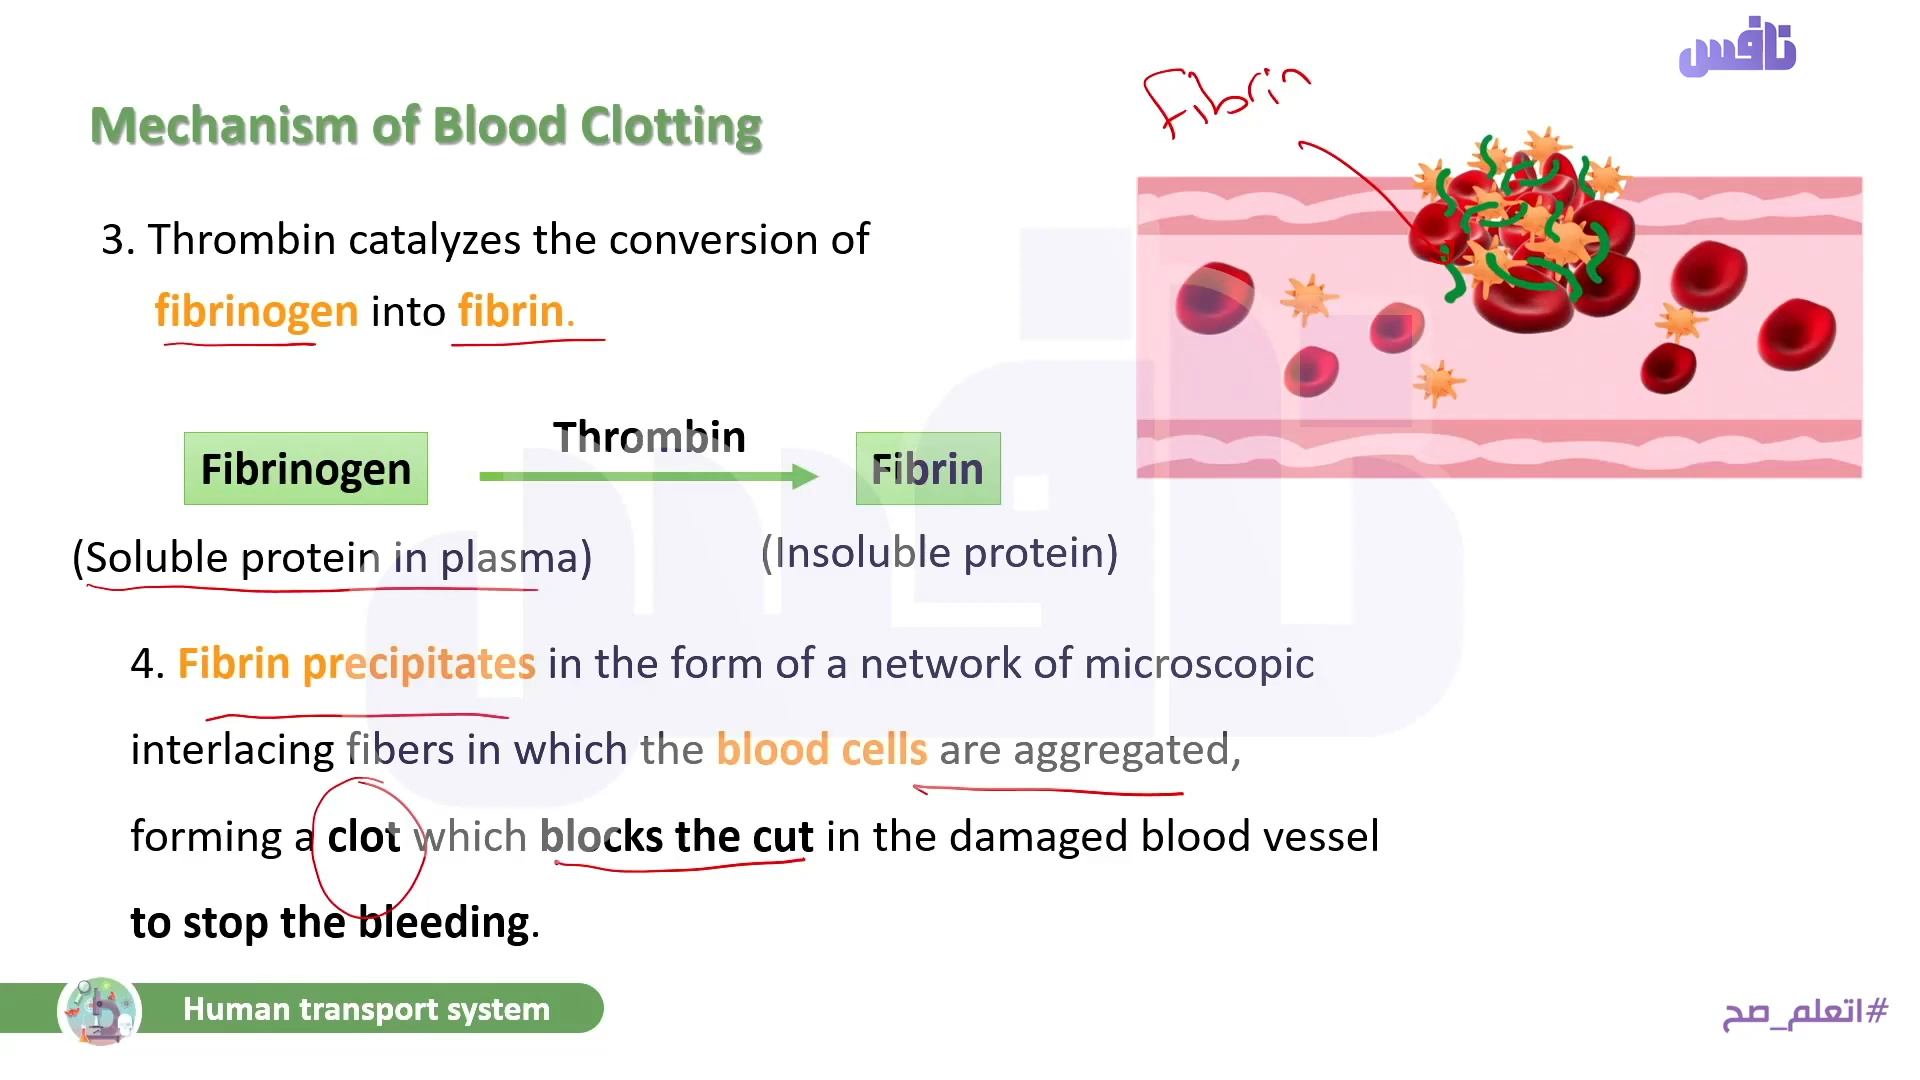 نافس
Fibrin
Mechanism of Blood Clotting
3. Thrombin catalyzes the conversion of
fibrinogen into fibrin.
Fibrinogen
Thrombin
Fibrin
(Soluble protein in plasma)
(Insoluble protein)
4. Fibrin precipitates in the form of a network of microscopic
interlacing fibers in which the blood cells are aggregated,
forming a clot which blocks the cut in the damaged blood vessel
to stop the bleeding.
Human transport system
#اتعلم_صح